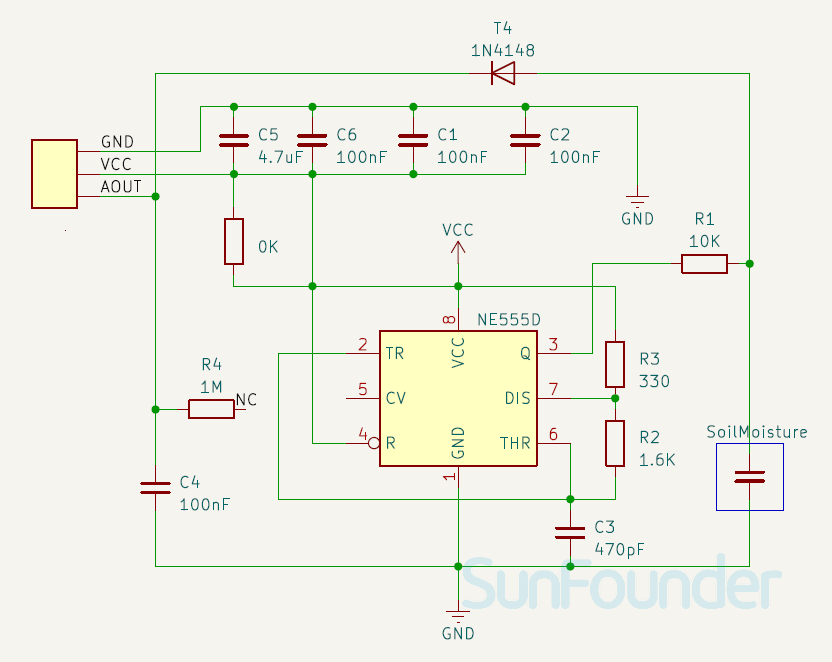 T4
1N4148
GND
VCC
AOUT
C5
4.7uF
C6
100nF
C1
100nF
C2
100nF
GND
0K
VCC
R1
10K
NE555D
8
2
TR
VCC
Q
3
5
CV
DIS
7
4
R
GND
THR
6
1
R3
330
R2
1.6K
R4
1M
NC
SoilMoisture
C4
100nF
C3
470pF
SunFounder
GND